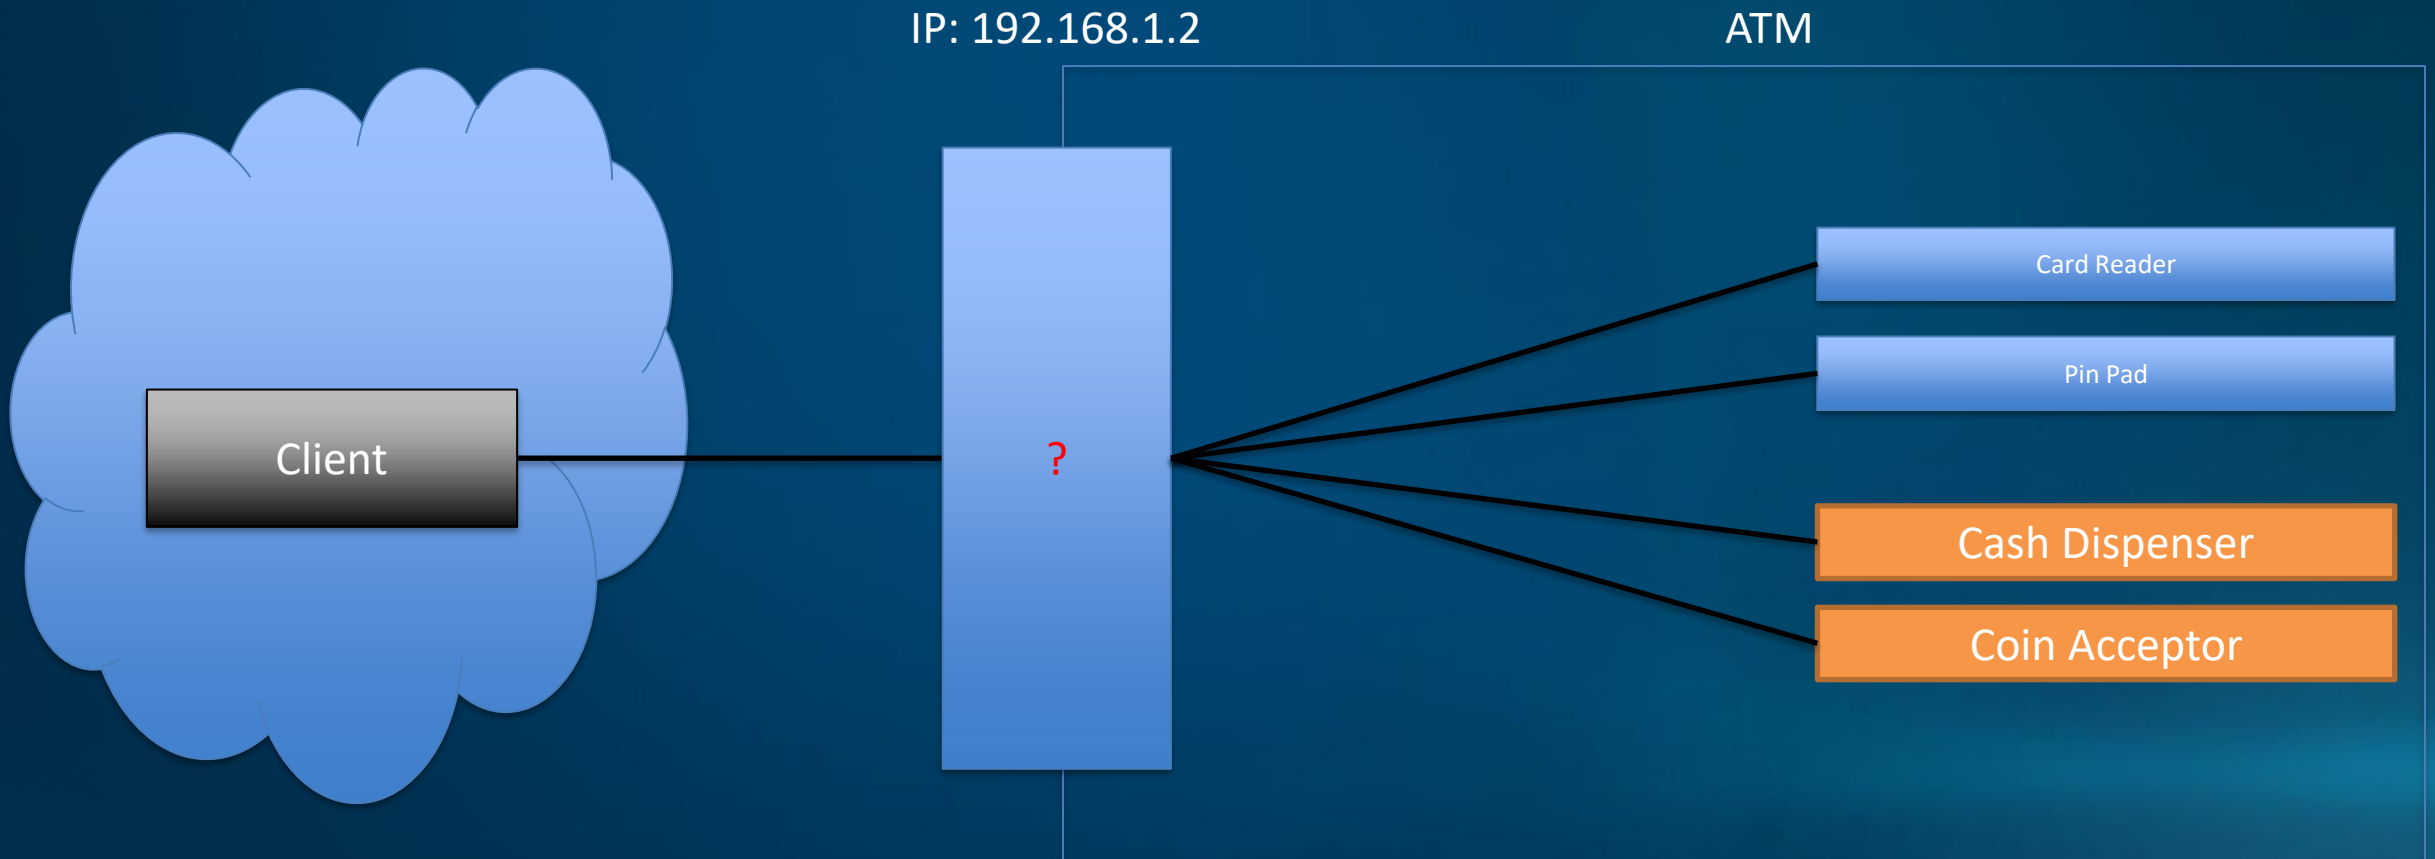 IP: 192.168.1.2
ATM
Card Reader
Pin Pad
Client
?
Cash Dispenser
Coin Acceptor